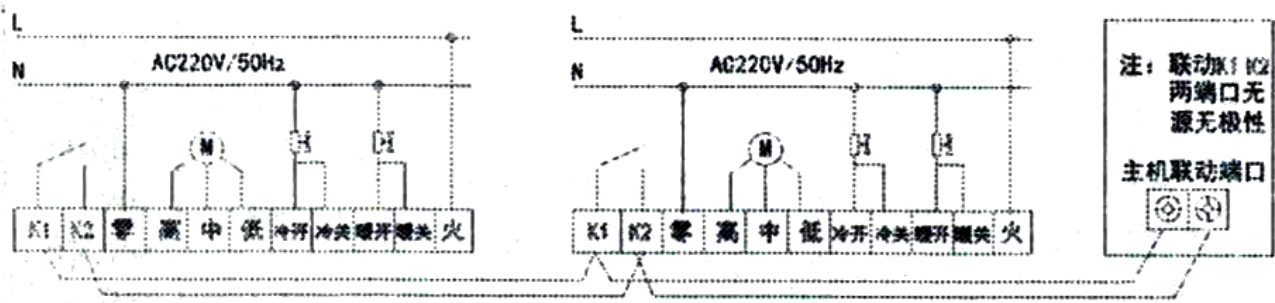 L
AC220V/50Hz
N
K1 K2 零 高 中 低 冷开 冷关 暖开 暖关 火
M
L
AC220V/50Hz
N
K1 K2 零 高 中 低 冷开 冷关 暖开 暖关 火
M
注：联动K1 K2
两端口无
源无极性
主机联动端口